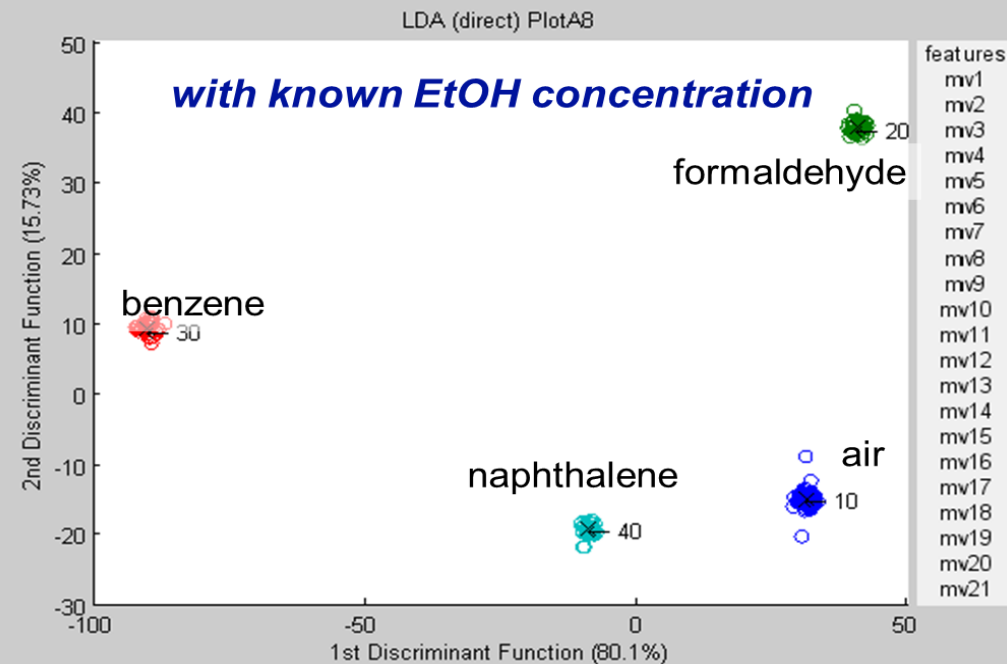 LDA (direct) PlotA8
with known EtOH concentration
2nd Discriminant Function (15.73%)
50
40
30
20
10
0
-10
-20
-30
-100
-50
0
50
1st Discriminant Function (80.1%)
20
formaldehyde
benzene
30
naphthalene
40
air
10
features
mv1
mv2
mv3
mv4
mv5
mv6
mv7
mv8
mv9
mv10
mv11
mv12
mv13
mv14
mv15
mv16
mv17
mv18
mv19
mv20
mv21